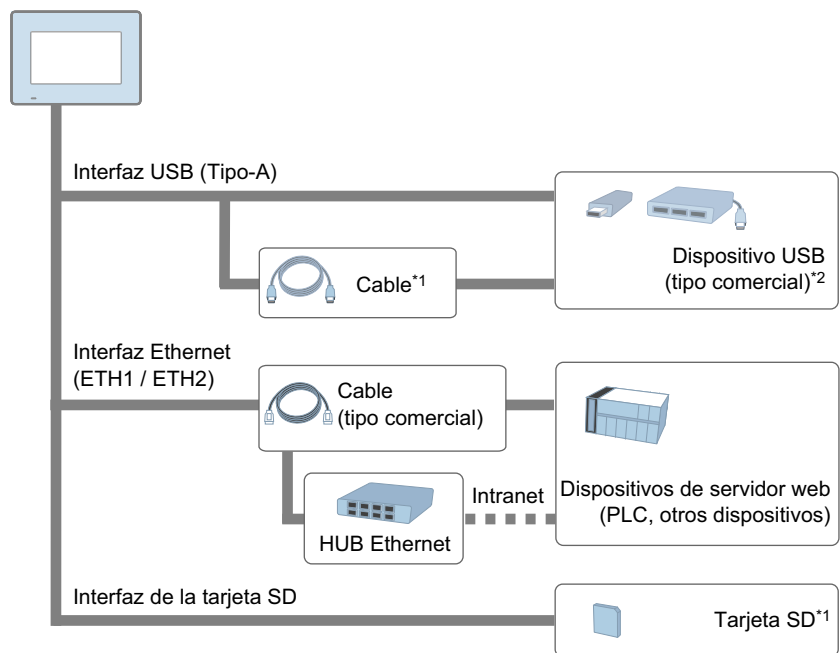 Interfaz USB (Tipo-A)
Cable*1
Dispositivo USB
(tipo comercial)*2
Interfaz Ethernet
(ETH1 / ETH2)
Cable
(tipo comercial)
HUB Ethernet
Intranet
Dispositivos de servidor web
(PLC, otros dispositivos)
Interfaz de la tarjeta SD
Tarjeta SD*1